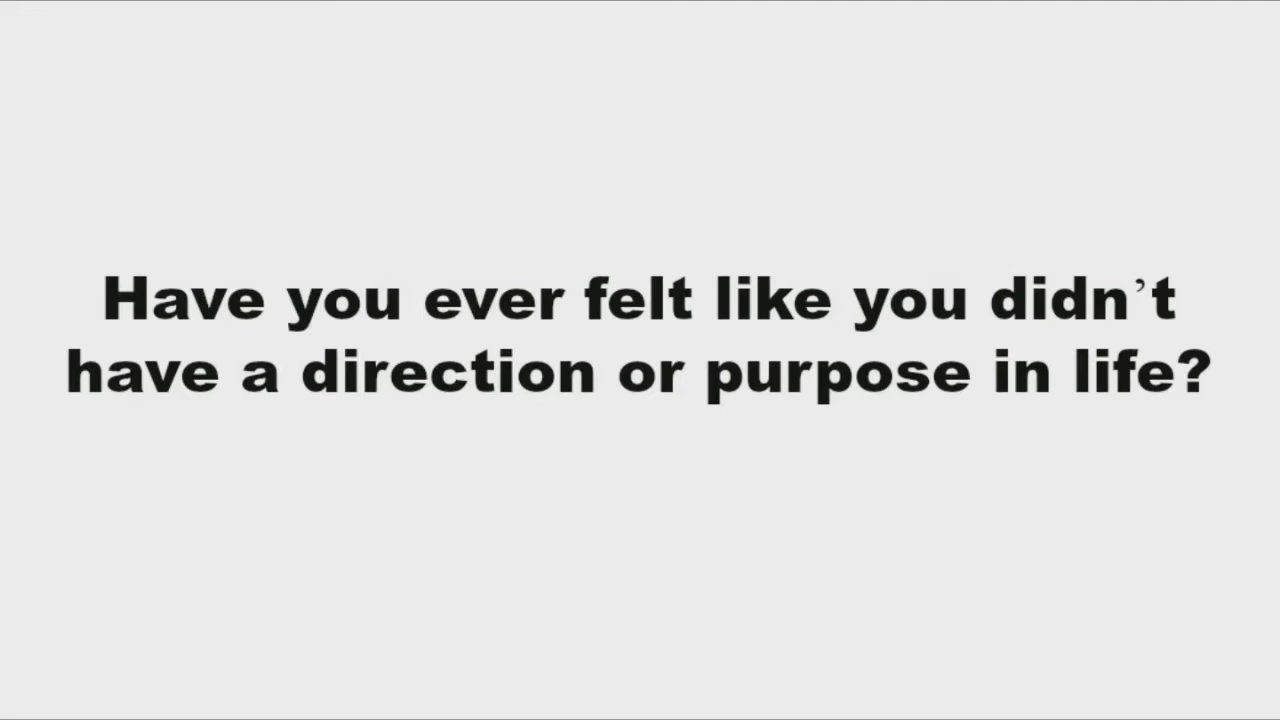 Have you ever felt like you didn’t
have a direction or purpose in life?